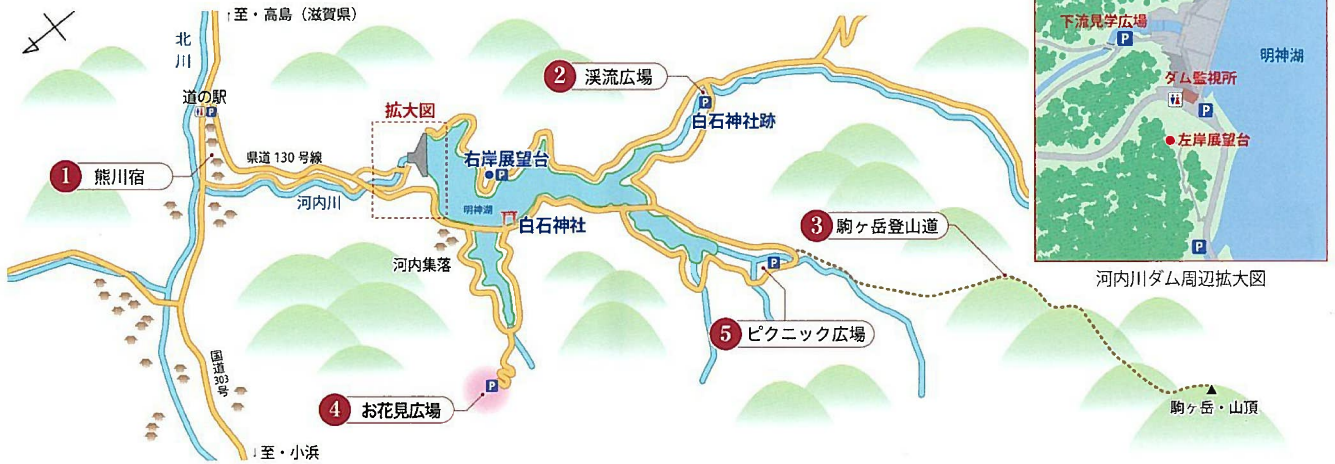 ↑至・高島（滋賀県）
北川
道の駅
P
1 熊川宿
県道130号線
河内川
拡大図
右岸展望台
P
明神湖
白石神社
河内集落
2 渓流広場
P
白石神社跡
3 駒ヶ岳登山道
P
5 ピクニック広場
4 お花見広場
P
国道303号
↓至・小浜
駒ヶ岳・山頂
下流見学広場
P
明神湖
ダム監視所
P
左岸展望台
P
河内川ダム周辺拡大図